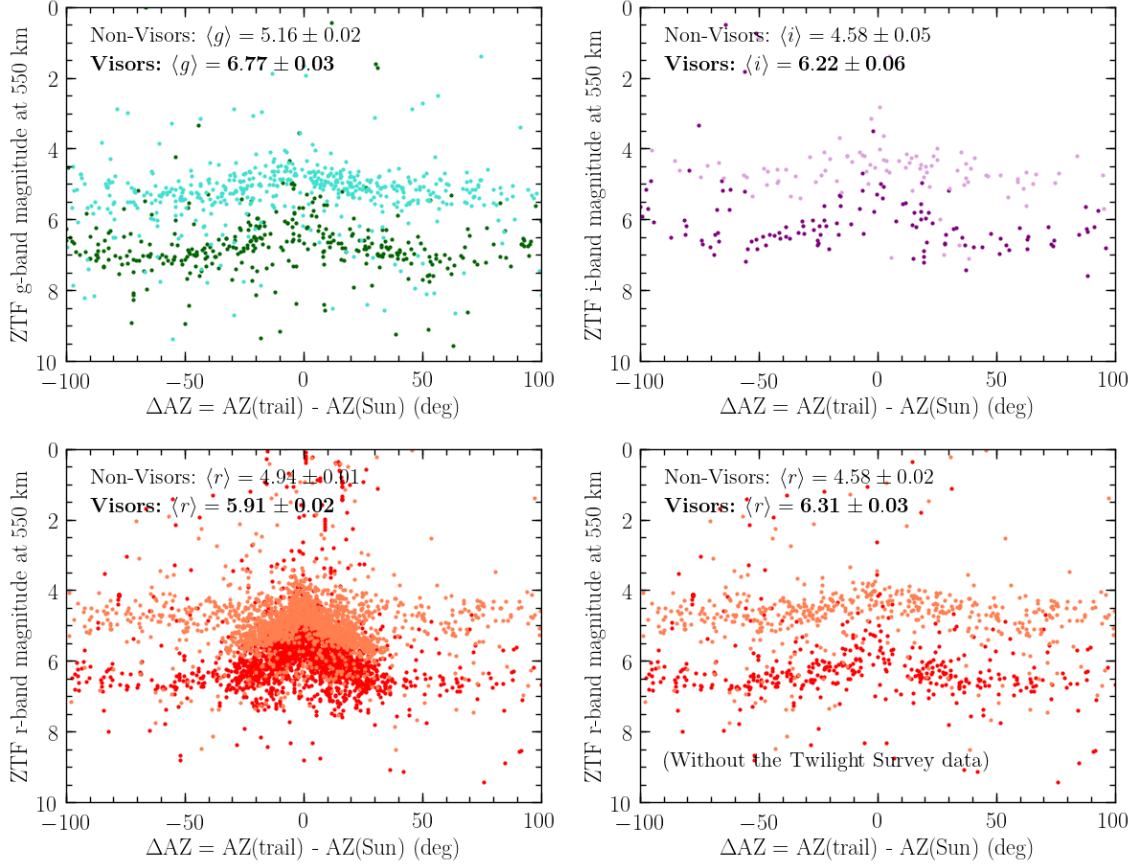 Non-Visors: ⟨g⟩ = 5.16 ± 0.02
Visors: ⟨g⟩ = 6.77 ± 0.03
ZTF g-band magnitude at 550 km
0
2
4
6
8
10
−100
−50
0
50
100
ΔAZ = AZ(trail) - AZ(Sun) (deg)
Non-Visors: ⟨i⟩ = 4.58 ± 0.05
Visors: ⟨i⟩ = 6.22 ± 0.06
ZTF i-band magnitude at 550 km
0
2
4
6
8
10
−100
−50
0
50
100
ΔAZ = AZ(trail) - AZ(Sun) (deg)
Non-Visors: ⟨r⟩ = 4.94 ± 0.01
Visors: ⟨r⟩ = 5.91 ± 0.02
ZTF r-band magnitude at 550 km
0
2
4
6
8
10
−100
−50
0
50
100
ΔAZ = AZ(trail) - AZ(Sun) (deg)
Non-Visors: ⟨r⟩ = 4.58 ± 0.02
Visors: ⟨r⟩ = 6.31 ± 0.03
(Without the Twilight Survey data)
ZTF r-band magnitude at 550 km
0
2
4
6
8
10
−100
−50
0
50
100
ΔAZ = AZ(trail) - AZ(Sun) (deg)